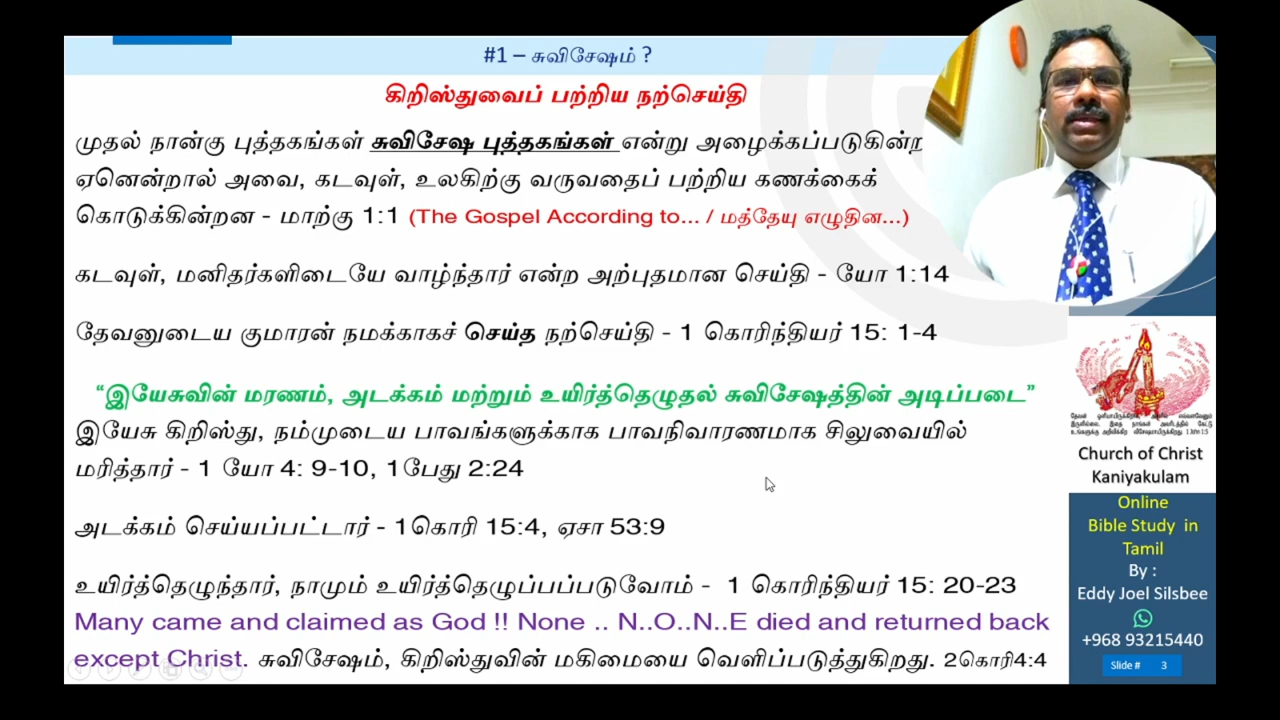 #1 – சுவிசேஷம் ?
கிறிஸ்துவைப் பற்றிய நற்செய்தி
முதல் நான்கு புத்தகங்கள் சுவிசேஷ புத்தகங்கள் என்று
ஏனென்றால் அவை, கடவுள், உலகிற்கு வருவதைப் பற்றிய கணக்கைக்
கொடுக்கின்றன - மாற்கு 1:1 (The Gospel According to... / மத்தேயு எழுதின...)
கடவுள், மனிதர்களிடையே வாழ்ந்தார் என்ற அற்புதமான செய்தி - யோ 1:14
தேவனுடைய குமாரன் நமக்காகச் செய்த நற்செய்தி - 1 கொரிந்தியர் 15: 1-4
“இயேசுவின் மரணம், அடக்கம் மற்றும் உயிர்த்தெழுதல் சுவிசேஷத்தின் அடிப்படை”
இயேசு கிறிஸ்து, நம்முடைய பாவங்களுக்காக பாவநிவாரணமாக சிலுவையில்
மரித்தார் - 1 யோ 4: 9-10, 1பேது 2:24
அடக்கம் செய்யப்பட்டார் - 1கொரி 15:4, ஏசா 53:9
உயிர்த்தெழுந்தார், நாமும் உயிர்த்தெழுப்பப்படுவோம் - 1 கொரிந்தியர் 15: 20-23
Many came and claimed as God !! None .. N..O..N..E died and returned back
except Christ. சுவிசேஷம், கிறிஸ்துவின் மகிமையை வெளிப்படுத்துகிறது. 2கொரி4:4
Church of Christ
Kaniyakulam
Online
Bible Study in
Tamil
By :
Eddy Joel Silsbee
+968 93215440
Slide # 3